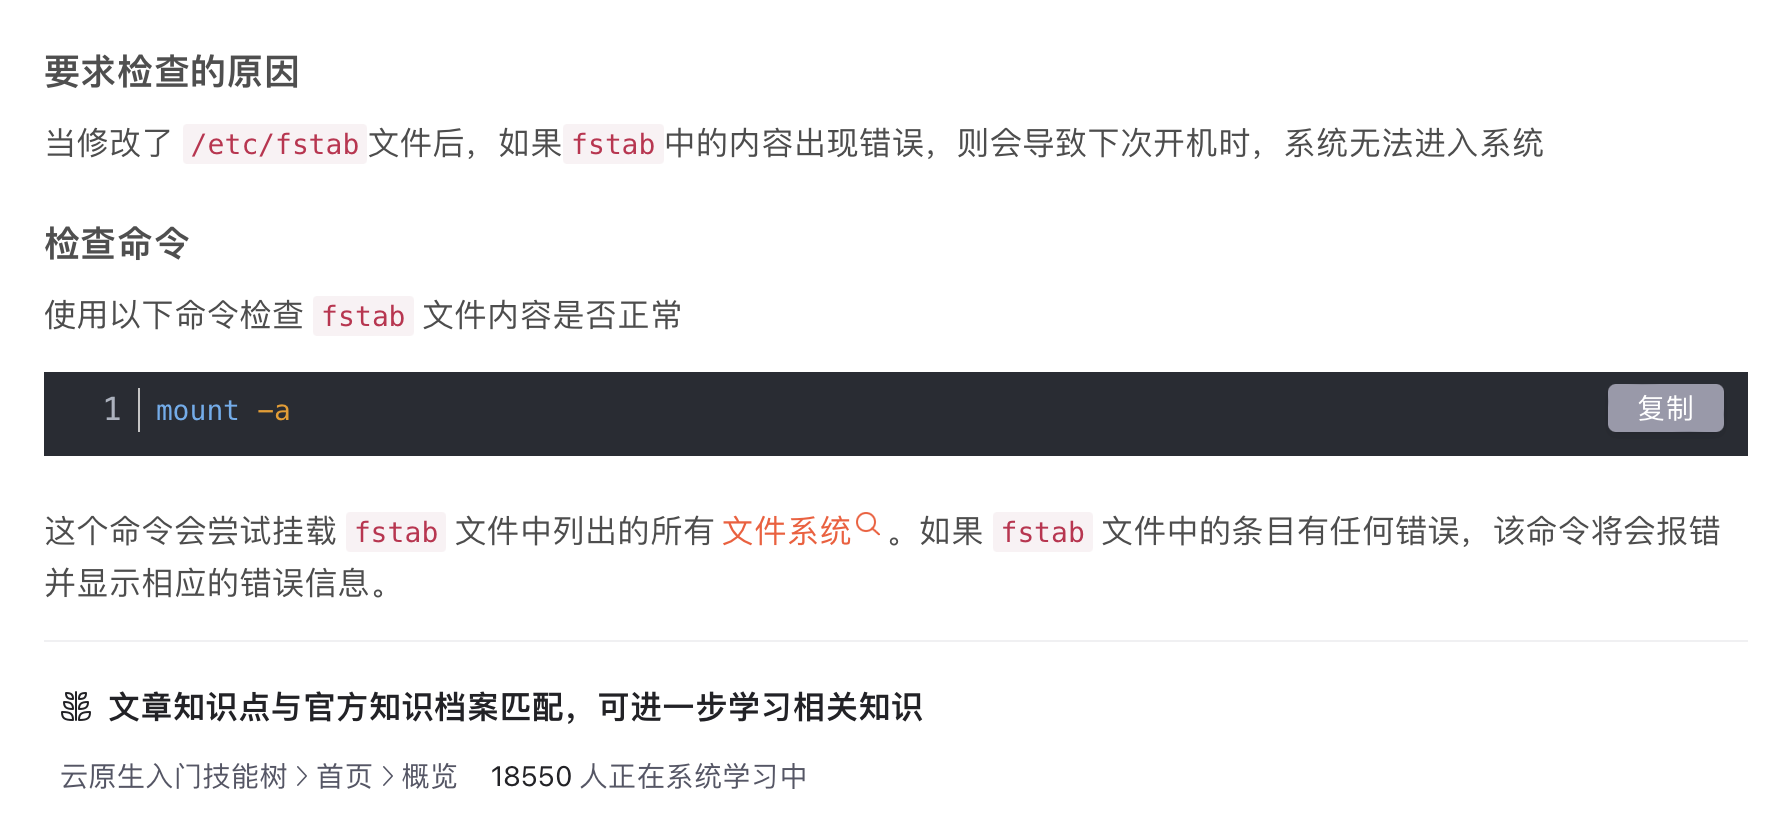 要求检查的原因
当修改了 /etc/fstab文件后，如果fstab中的内容出现错误，则会导致下次开机时，系统无法进入系统
检查命令
使用以下命令检查 fstab 文件内容是否正常
1 mount -a
复制
这个命令会尝试挂载 fstab 文件中列出的所有 文件系统 。如果 fstab 文件中的条目有任何错误，该命令将会报错
并显示相应的错误信息。
文章知识点与官方知识档案匹配，可进一步学习相关知识
云原生入门技能树 > 首页 > 概览 18550 人正在系统学习中